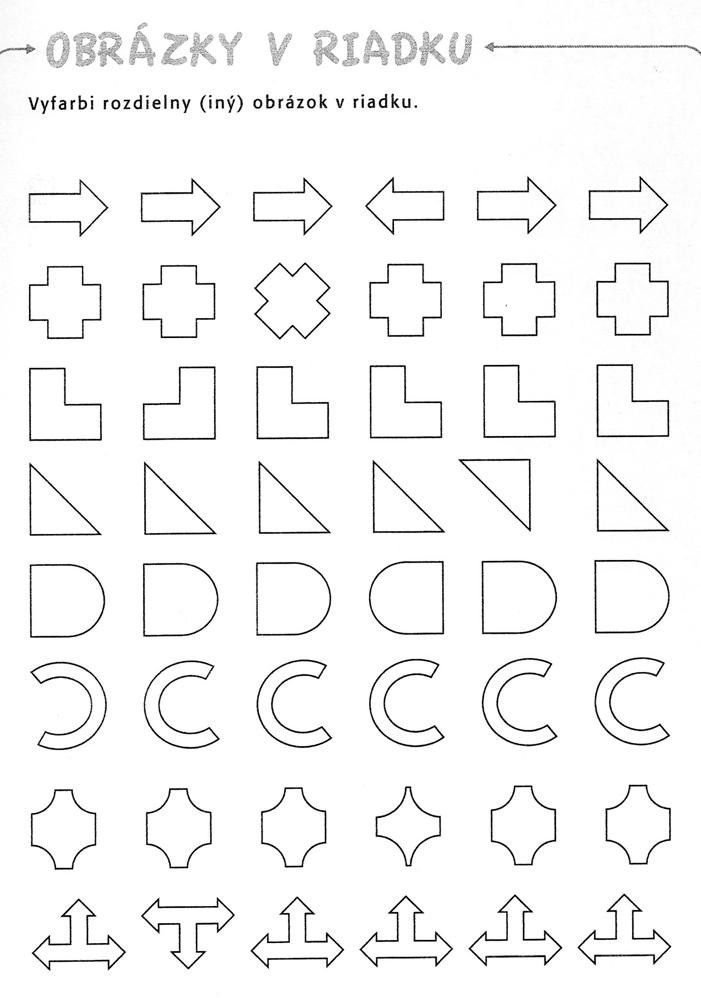 OBRÁZKY V RIADKU
Vyfarbi rozdielny (iný) obrázok v riadku.